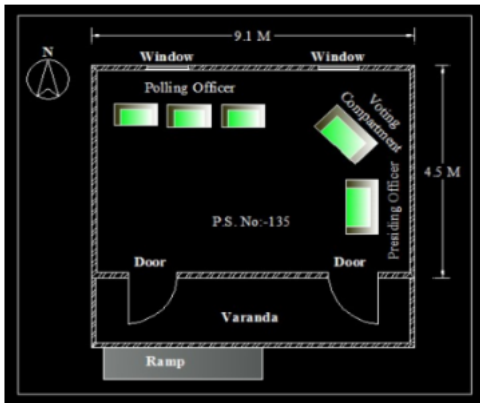 9.1 M
N
Window
Window
Polling Officer
Voting
Compartment
4.5 M
Presiding Officer
P.S. No:-135
Door
Door
Varanda
Ramp